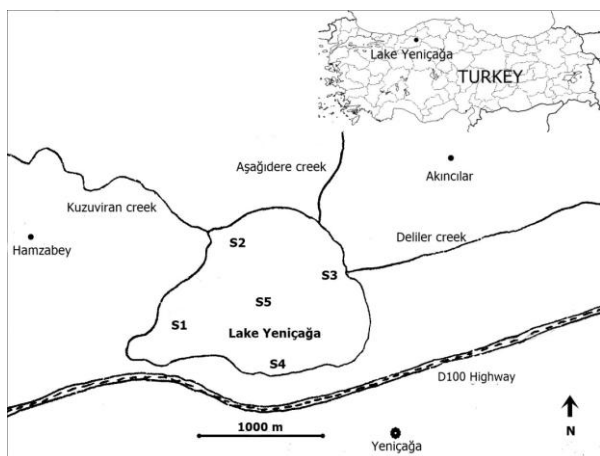 Lake Yeniçağa
TURKEY
Aşağıdere creek
Akıncılar
Kuzuviran creek
Hamzabey
S2
Deliler creek
S3
S5
S1
Lake Yeniçağa
S4
D100 Highway
1000 m
N
Yeniçağa